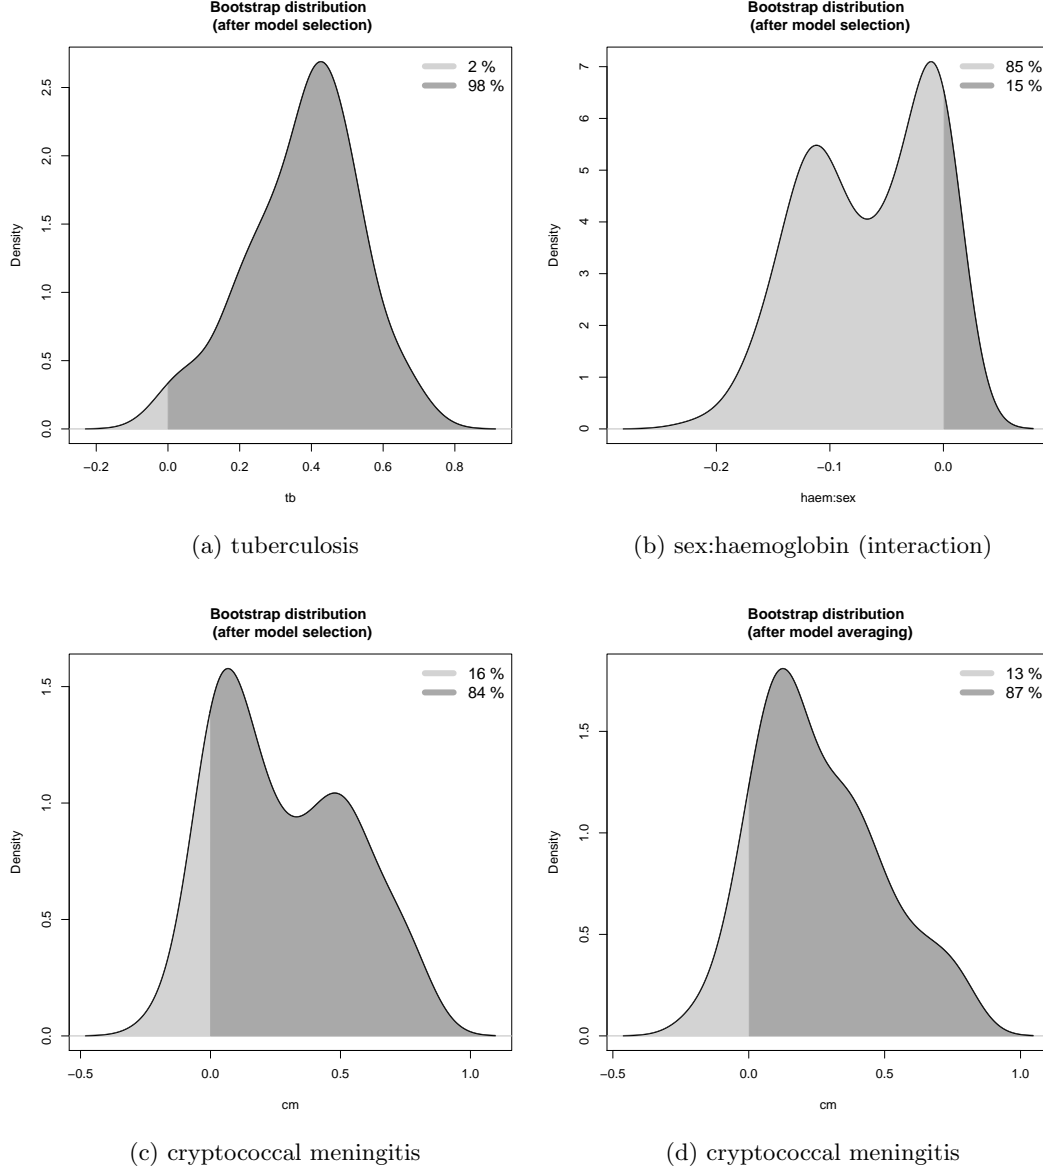 Bootstrap distribution
(after model selection)
2 %
98 %
2.5
2.0
1.5
1.0
0.5
0.0
Density
−0.2
0.0
0.2
0.4
0.6
0.8
tb
(a) tuberculosis
Bootstrap distribution
(after model selection)
85 %
15 %
7
6
5
4
3
2
1
0
Density
−0.2
−0.1
0.0
haem:sex
(b) sex:haemoglobin (interaction)
Bootstrap distribution
(after model selection)
16 %
84 %
1.5
1.0
0.5
0.0
Density
−0.5
0.0
0.5
1.0
cm
(c) cryptococcal meningitis
Bootstrap distribution
(after model averaging)
13 %
87 %
1.5
1.0
0.5
0.0
Density
−0.5
0.0
0.5
1.0
cm
(d) cryptococcal meningitis